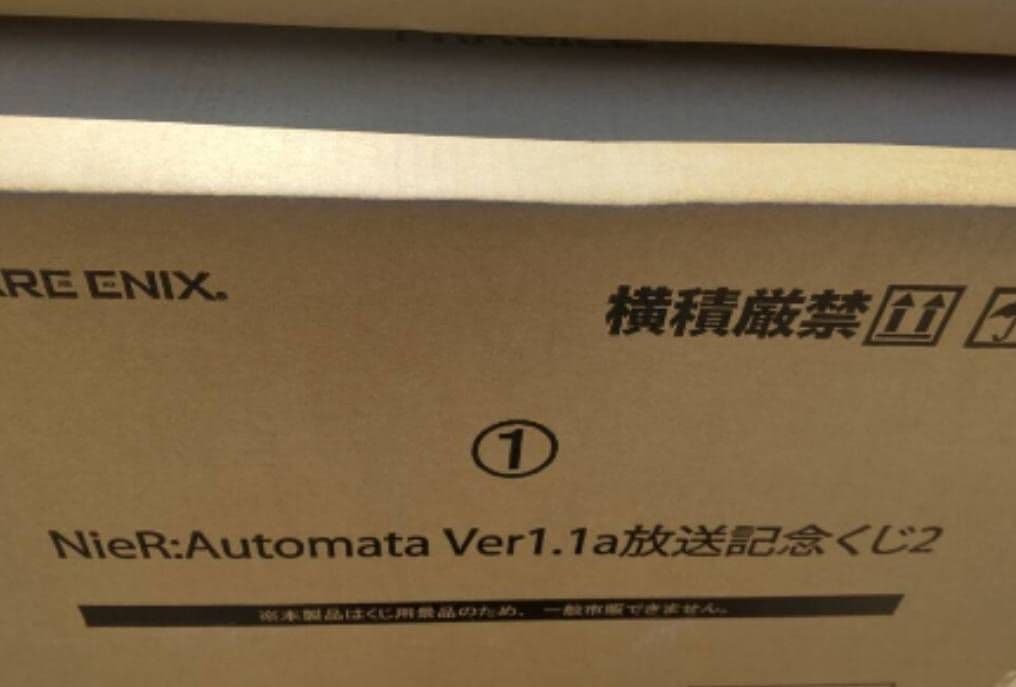 ARE ENIX®
横積厳禁
①
NieR:Automata Ver1.1a放送記念くじ2
※本製品はくじ用景品のため、一般市販できません。